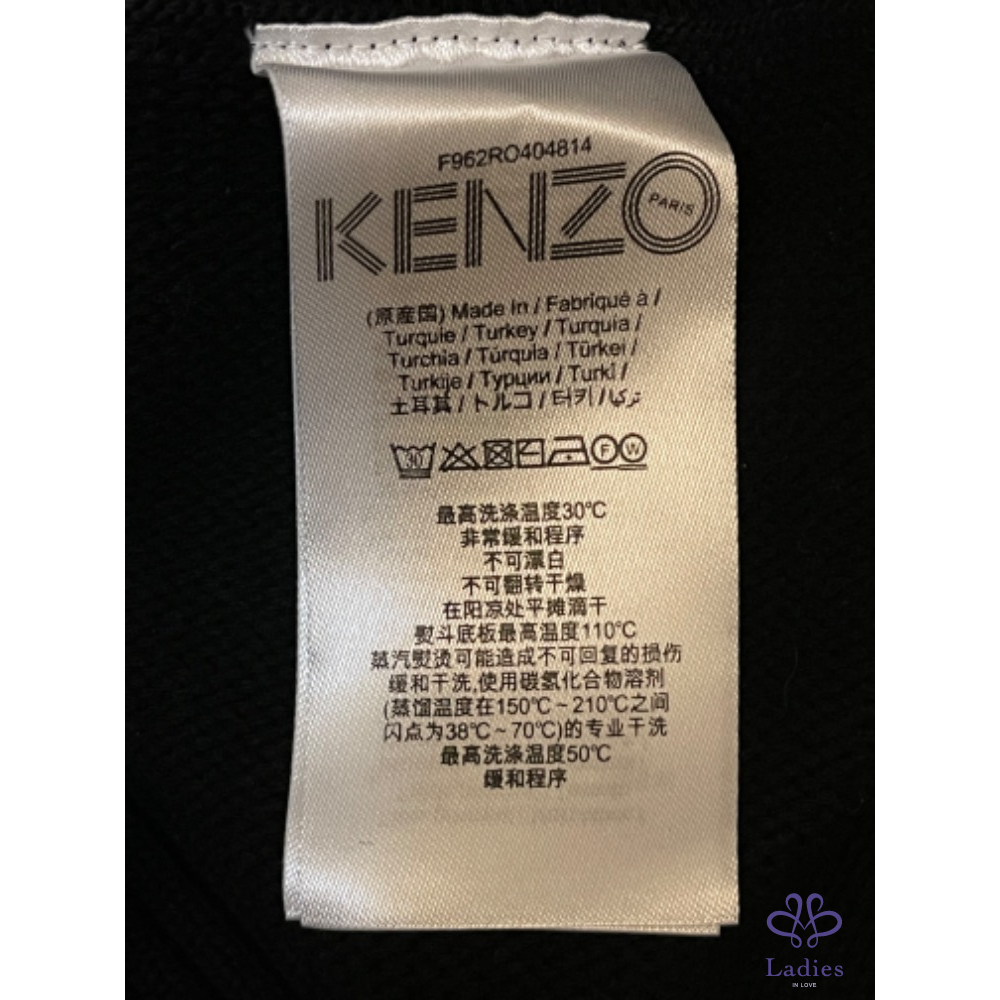 F962RO404814
KENZO
PARIS
(原産国) Made in / Fabriqué à /
Turquie / Turkey / Turquía /
Turchia / Túrquia / Türkei /
Turkije / Турции / Turki /
土耳其 / トルコ / 터키 / تركيا
30 F W
最高洗涤温度30℃
非常缓和程序
不可漂白
不可翻转干燥
在阳凉处平摊滴干
熨斗底板最高温度110℃
蒸汽熨烫可能造成不可回复的损伤
缓和干洗,使用碳氢化合物溶剂
(蒸馏温度在150℃~210℃之间
闪点为38℃~70℃)的专业干洗
最高洗涤温度50℃
缓和程序
Ladies
IN LOVE